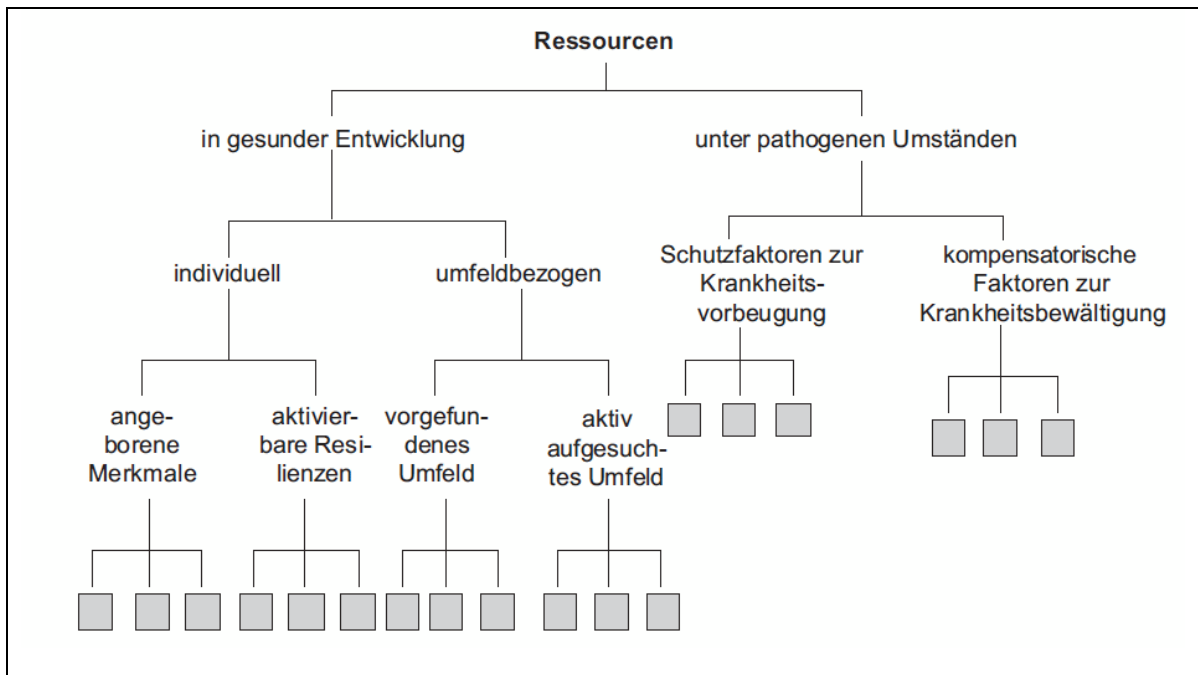 Ressourcen
in gesunder Entwicklung
unter pathogenen Umständen
individuell
umfeldbezogen
Schutzfaktoren zur
Krankheits-
vorbeugung
kompensatorische
Faktoren zur
Krankheitsbewältigung
ange-
borene
Merkmale
aktivier-
bare Resi-
lienzen
vorgefun-
denes
Umfeld
aktiv
aufgesuch-
tes Umfeld